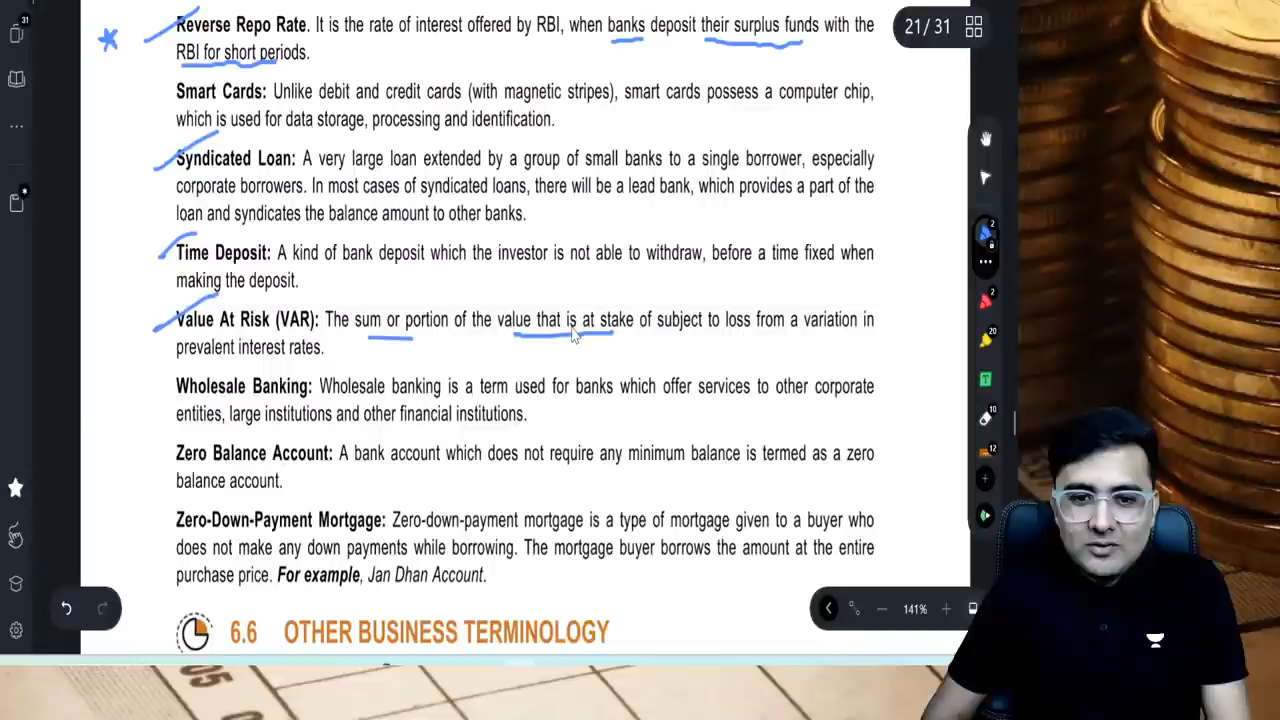 31
Reverse Repo Rate. It is the rate of interest offered by RBI, when banks deposit their surplus funds with the
RBI for short periods.
21/ 31
Smart Cards: Unlike debit and credit cards (with magnetic stripes), smart cards possess a computer chip,
which is used for data storage, processing and identification.
Syndicated Loan: A very large loan extended by a group of small banks to a single borrower, especially
corporate borrowers. In most cases of syndicated loans, there will be a lead bank, which provides a part of the
loan and syndicates the balance amount to other banks.
Time Deposit: A kind of bank deposit which the investor is not able to withdraw, before a time fixed when
making the deposit.
Value At Risk (VAR): The sum or portion of the value that is at stake of subject to loss from a variation in
prevalent interest rates.
Wholesale Banking: Wholesale banking is a term used for banks which offer services to other corporate
entities, large institutions and other financial institutions.
Zero Balance Account: A bank account which does not require any minimum balance is termed as a zero
balance account.
Zero-Down-Payment Mortgage: Zero-down-payment mortgage is a type of mortgage given to a buyer who
does not make any down payments while borrowing. The mortgage buyer borrows the amount at the entire
purchase price. For example, Jan Dhan Account.
6.6 OTHER BUSINESS TERMINOLOGY
141%
2
2
20
T
10
12
05